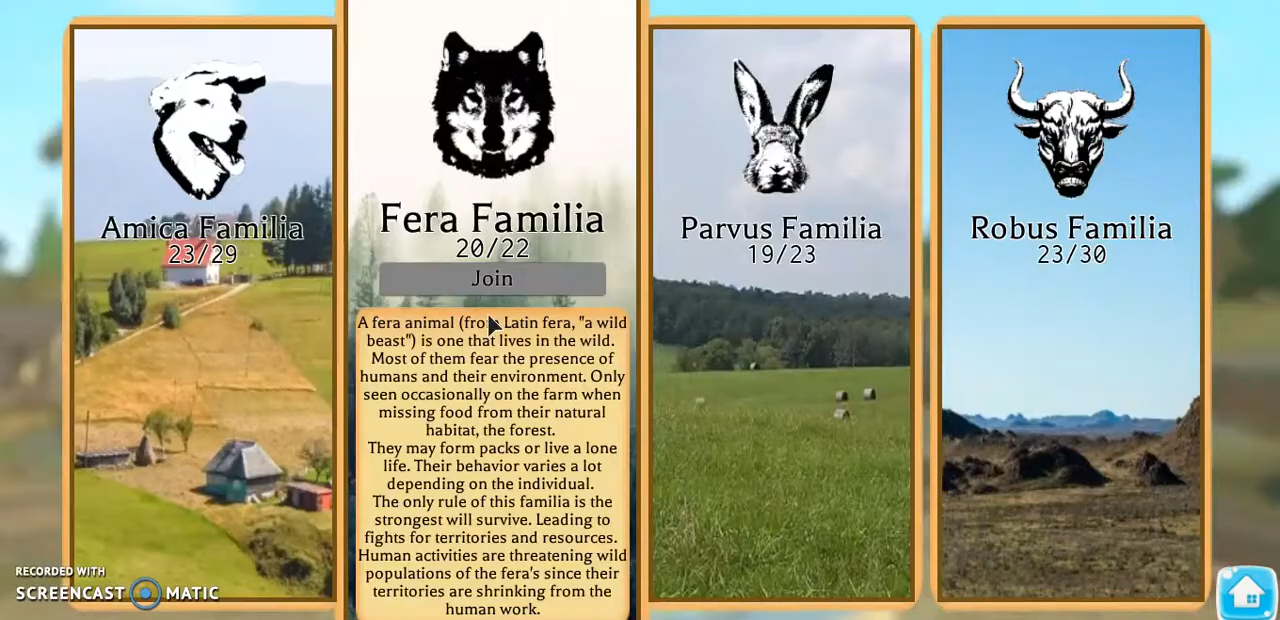 Amica Familia
23/29
Fera Familia
20/22
Join
A fera animal (from Latin fera, "a wild
beast") is one that lives in the wild.
Most of them fear the presence of
humans and their environment. Only
seen occasionally on the farm when
missing food from their natural
habitat, the forest.
They may form packs or live a lone
life. Their behavior varies a lot
depending on the individual.
The only rule of this familia is the
strongest will survive. Leading to
fights for territories and resources.
Human activities are threatening wild
populations of the fera's since their
territories are shrinking from the
human work.
Parvus Familia
19/23
Robus Familia
23/30
RECORDED WITH
SCREENCAST MATIC